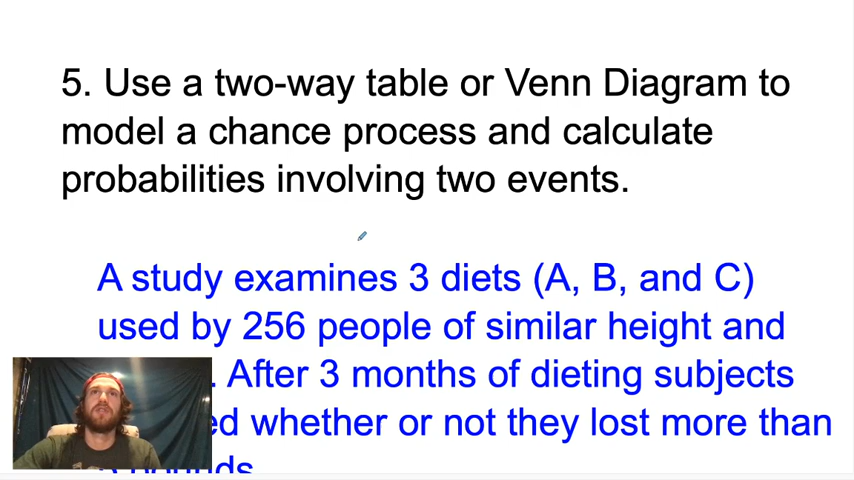 5. Use a two-way table or Venn Diagram to
model a chance process and calculate
probabilities involving two events.
A study examines 3 diets (A, B, and C)
used by 256 people of similar height and
. After 3 months of dieting subjects
ed whether or not they lost more than